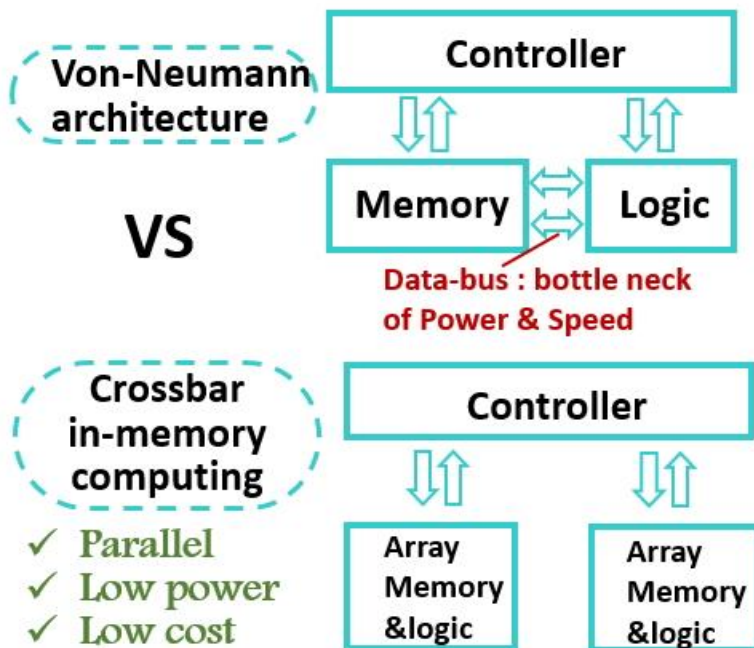 Von-Neumann
architecture
Controller
Memory
Logic
VS
Data-bus : bottle neck
of Power & Speed
Crossbar
in-memory
computing
Controller
✓ Parallel
✓ Low power
✓ Low cost
Array
Memory
&logic
Array
Memory
&logic